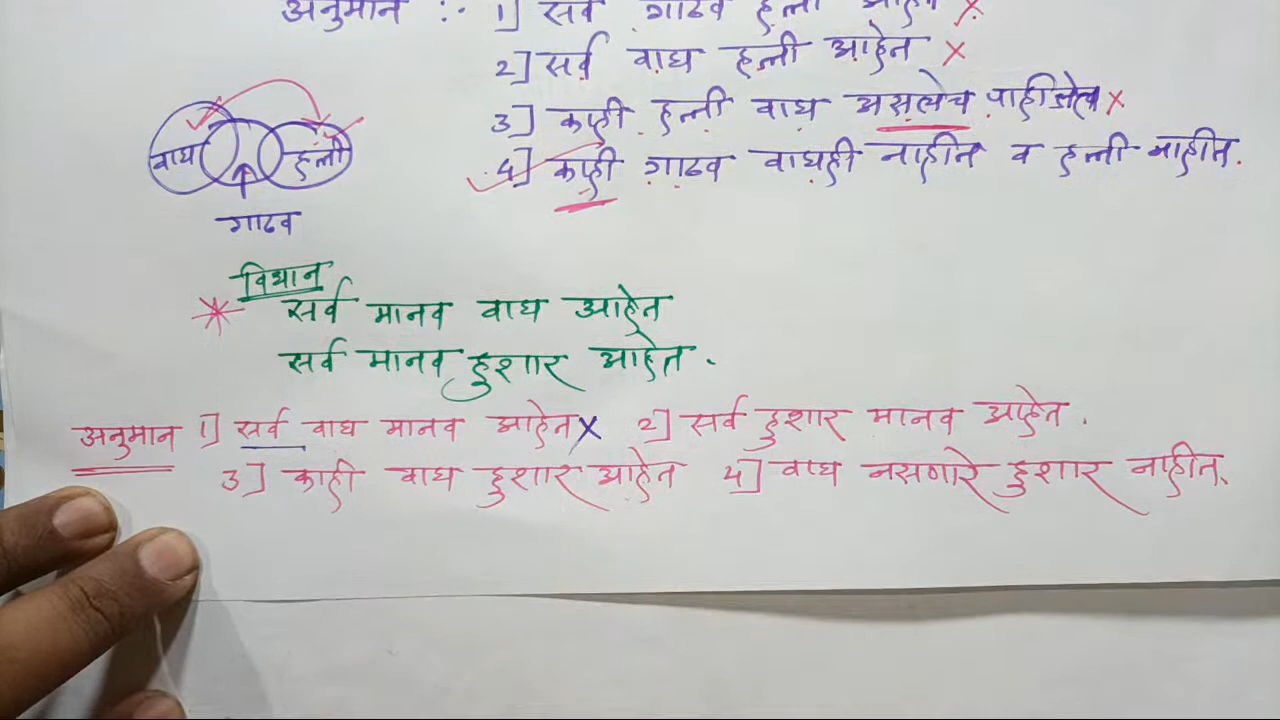 अनुमान :- 1] सर्व गाढव हत्ती आहेत ×
2] सर्व वाघ हत्ती आहेत ×
3] काही हत्ती वाघ असलेच पाहीजेत ×
4] काही गाढव वाघही नाहीत व हत्ती नाहीत.
वाघ हत्ती
गाढव
विधान
* सर्व मानव वाघ आहेत
सर्व मानव हुशार आहेत.
अनुमान 1] सर्व वाघ मानव आहेत × 2] सर्व हुशार मानव आहेत.
3] काही वाघ हुशार आहेत 4] वाघ नसणारे हुशार नाहीत.